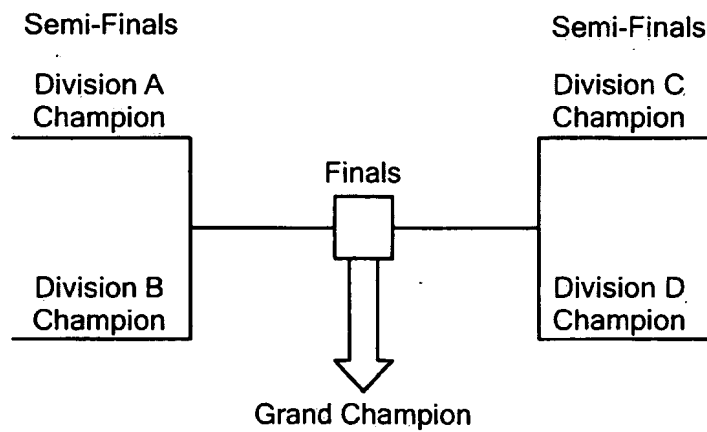 Semi-Finals
Semi-Finals
Division A
Champion
Division C
Champion
Finals
Division B
Champion
Division D
Champion
Grand Champion